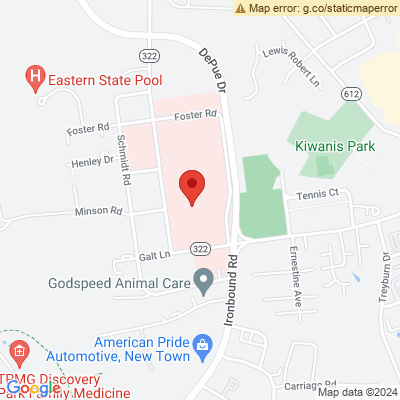 Map error: g.co/staticmaperror
DePue Dr
322
Lewis Robert Ln
H
Eastern State Pool
612
Foster Rd
Foster Rd
Kiwanis Park
Henley Dr
Schmidt Rd
Tennis Ct
Minson Rd
322
Galt Ln
Ironbound Rd
Ernestine Ave
Treyburn Dr
Godspeed Animal Care
American Pride
Automotive, New Town
TPMG Discovery
Park Family Medicine
Google
Carriage Rd
Map data ©2024